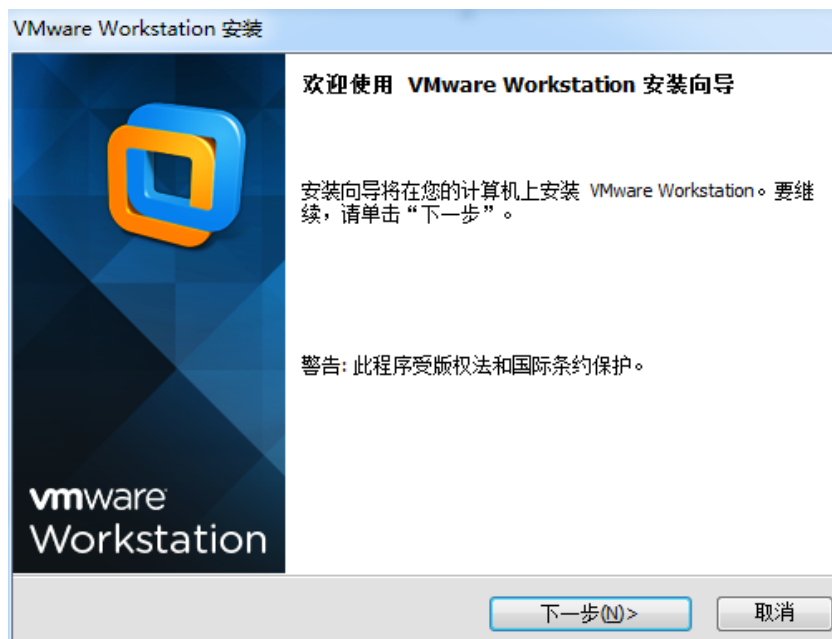 VMware Workstation 安装
欢迎使用 VMware Workstation 安装向导
安装向导将在您的计算机上安装 VMware Workstation。要继
续，请单击“下一步”。
警告: 此程序受版权法和国际条约保护。
vmware
Workstation
下一步(N)>
取消